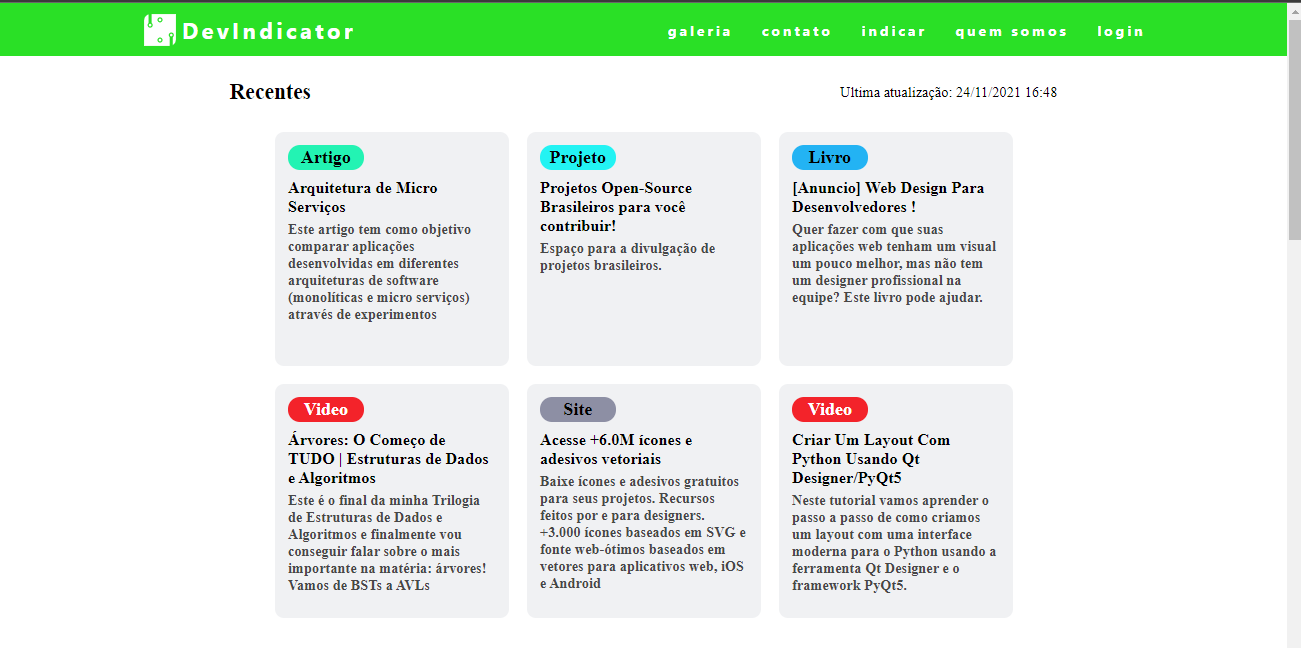 DevIndicator
galeria contato indicar quem somos login
Recentes
Ultima atualização: 24/11/2021 16:48
Artigo
Arquitetura de Micro
Serviços
Este artigo tem como objetivo
comparar aplicações
desenvolvidas em diferentes
arquiteturas de software
(monolíticas e micro serviços)
através de experimentos
Projeto
Projetos Open-Source
Brasileiros para você
contribuir!
Espaço para a divulgação de
projetos brasileiros.
Livro
[Anuncio] Web Design Para
Desenvolvedores !
Quer fazer com que suas
aplicações web tenham um visual
um pouco melhor, mas não tem
um designer profissional na
equipe? Este livro pode ajudar.
Video
Árvores: O Começo de
TUDO | Estruturas de Dados
e Algoritmos
Este é o final da minha Trilogia
de Estruturas de Dados e
Algoritmos e finalmente vou
conseguir falar sobre o mais
importante na matéria: árvores!
Vamos de BSTs a AVLs
Site
Acesse +6.0M ícones e
adesivos vetoriais
Baixe ícones e adesivos gratuitos
para seus projetos. Recursos
feitos por e para designers.
+3.000 ícones baseados em SVG e
fonte web-ótimos baseados em
vetores para aplicativos web, iOS
e Android
Video
Criar Um Layout Com
Python Usando Qt
Designer/PyQt5
Neste tutorial vamos aprender o
passo a passo de como criamos
um layout com uma interface
moderna para o Python usando a
ferramenta Qt Designer e o
framework PyQt5.